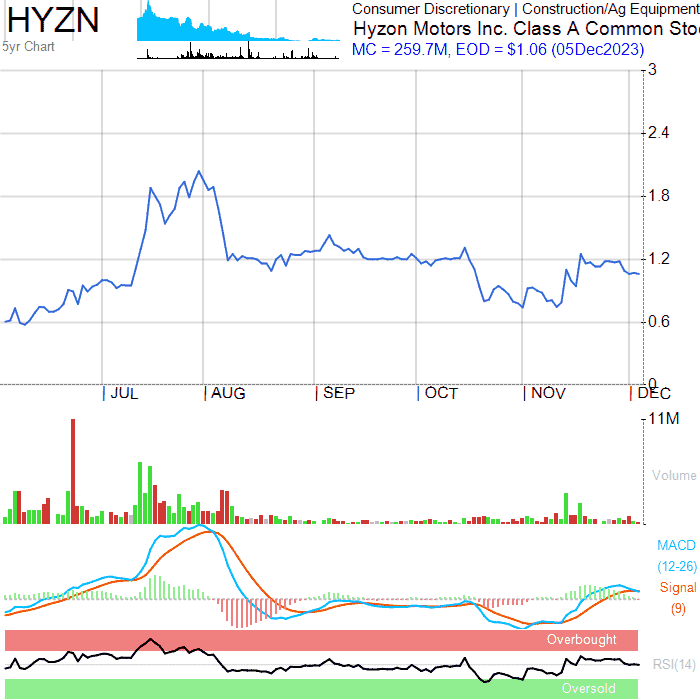 HYZN
5yr Chart
Consumer Discretionary | Construction/Ag Equipment
Hyzon Motors Inc. Class A Common Sto
MC = 259.7M, EOD = $1.06 (05Dec2023)
3
2.4
1.8
1.2
0.6
0
JUL AUG SEP OCT NOV DEC
11M
Volume
MACD
(12-26)
Signal
(9)
Overbought
RSI(14)
Oversold